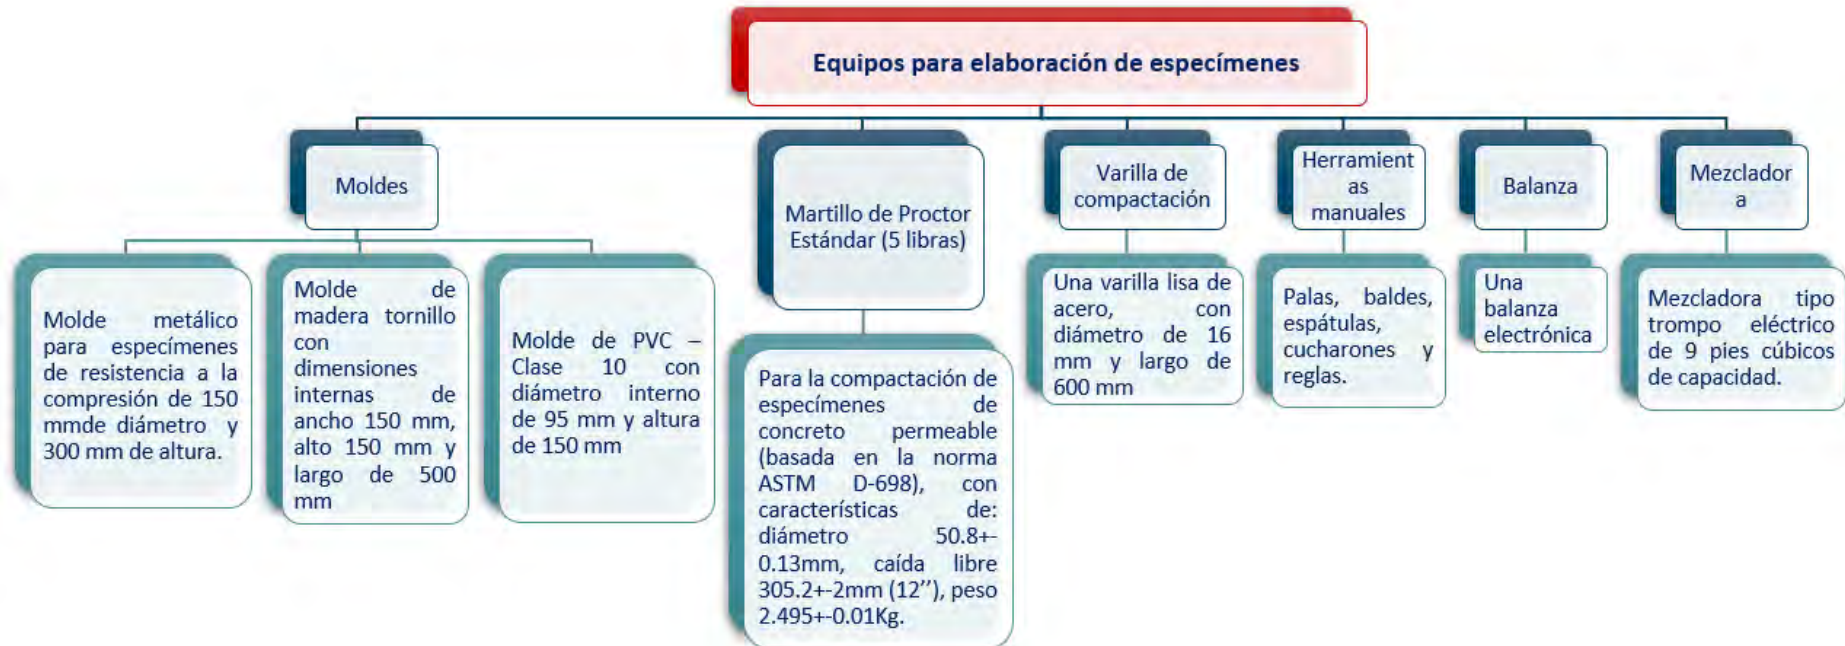 Equipos para elaboración de especímenes
Moldes
Molde metálico
para especímenes
de resistencia a la
compresión de 150
mmde diámetro y
300 mm de altura.
Molde de
madera tornillo
con
dimensiones
internas de
ancho 150 mm,
alto 150 mm y
largo de 500
mm
Molde de PVC –
Clase 10 con
diámetro interno
de 95 mm y altura
de 150 mm
Martillo de Proctor
Estándar (5 libras)
Para la compactación de
especímenes de
concreto permeable
(basada en la norma
ASTM D-698), con
características de:
diámetro 50.8+-
0.13mm, caída libre
305.2+-2mm (12’’), peso
2.495+-0.01Kg.
Varilla de
compactación
Una varilla lisa de
acero, con
diámetro de 16
mm y largo de
600 mm
Herramient
as
manuales
Palas, baldes,
espátulas,
cucharones y
reglas.
Balanza
Una
balanza
electrónica
Mezclador
a
Mezcladora tipo
trompo eléctrico
de 9 pies cúbicos
de capacidad.